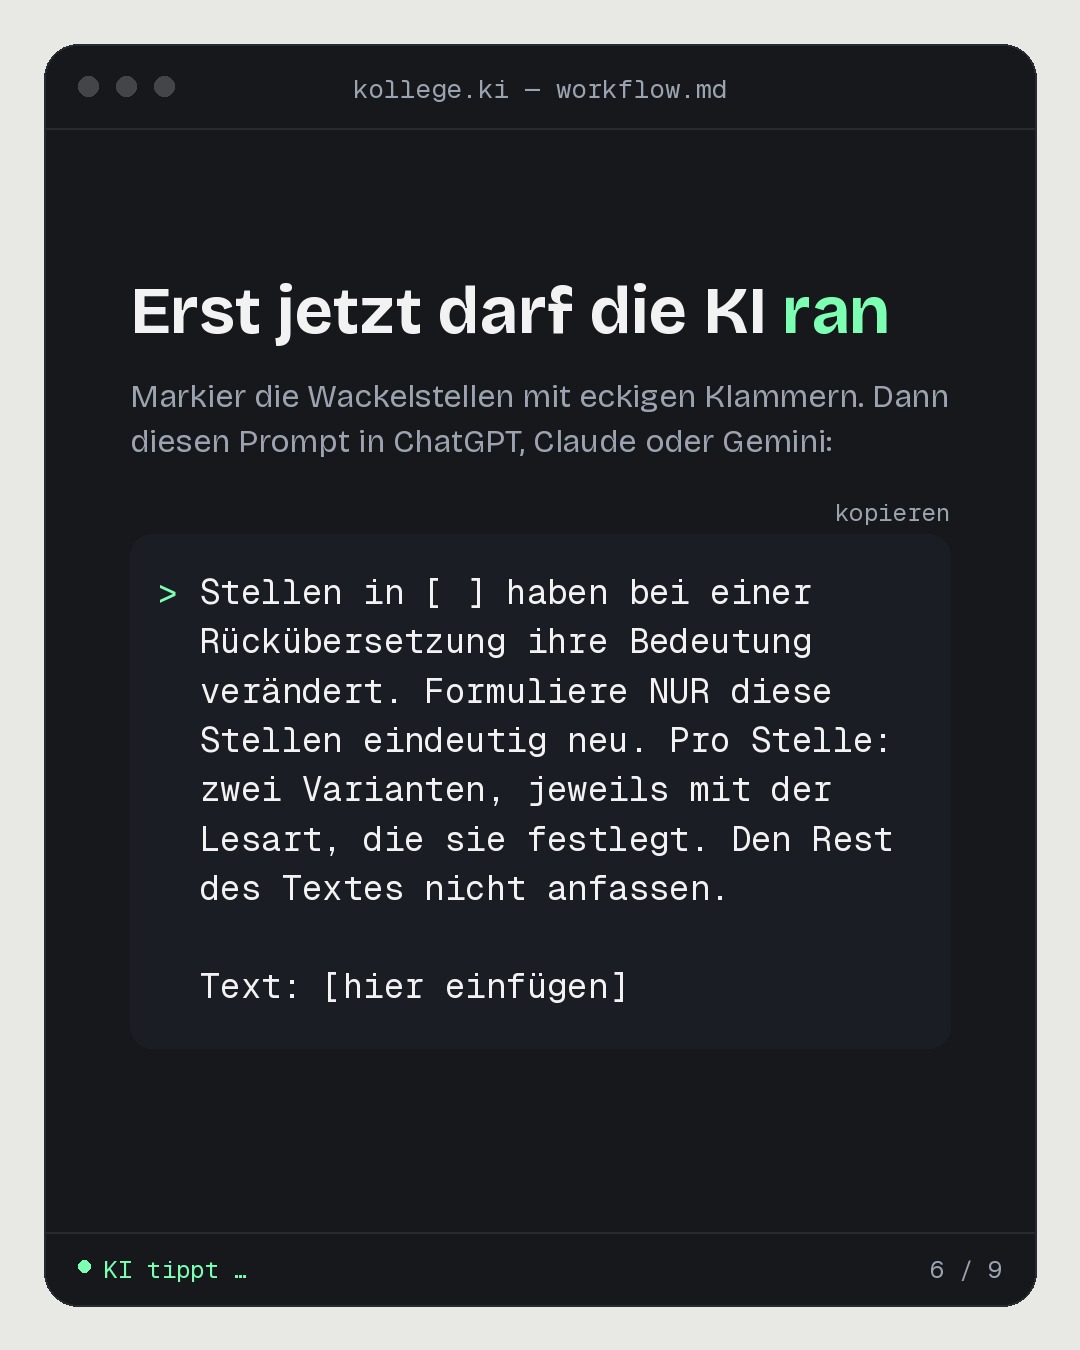 kollege.ki — workflow.md
Erst jetzt darf die KI ran
Markier die Wackelstellen mit eckigen Klammern. Dann
diesen Prompt in ChatGPT, Claude oder Gemini:
kopieren
> Stellen in [ ] haben bei einer
Rückübersetzung ihre Bedeutung
verändert. Formuliere NUR diese
Stellen eindeutig neu. Pro Stelle:
zwei Varianten, jeweils mit der
Lesart, die sie festlegt. Den Rest
des Textes nicht anfassen.
Text: [hier einfügen]
KI tippt …
6 / 9